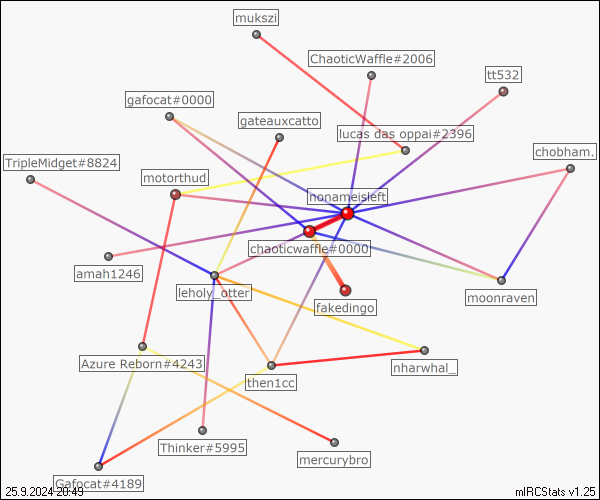 mukszi
ChaoticWaffle#2006
tt532
gafocat#0000
gateauxcatto
lucas das oppai#2396
chobham.
TripleMidget#8824
motorthud
nonameisleft
chaoticwaffle#0000
amah1246
leholy_otter
moonraven
fakedingo
Azure Reborn#4243
nharwhal_
then1cc
Thinker#5995
mercurybro
Gafocat#4189
25.9.2024 20:49
mIRCStats v1.25